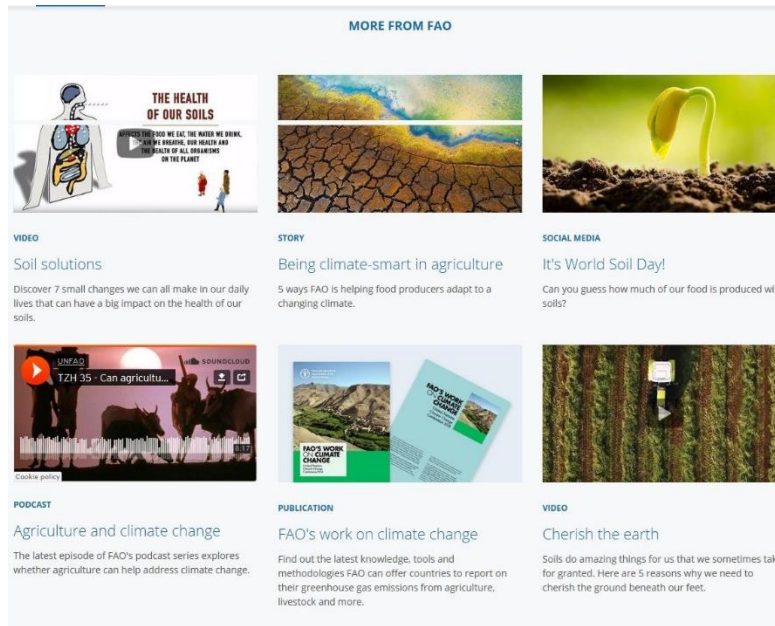 MORE FROM FAO
THE HEALTH
OF OUR SOILS
AFFECTS THE FOOD WE EAT, THE WATER WE DRINK,
THE AIR WE BREATHE, OUR HEALTH AND
THE HEALTH OF ALL ORGANISMS
ON THE PLANET
VIDEO
Soil solutions
Discover 7 small changes we can all make in our daily
lives that can have a big impact on the health of our
soils.
STORY
Being climate-smart in agriculture
5 ways FAO is helping food producers adapt to a
changing climate.
SOCIAL MEDIA
It's World Soil Day!
Can you guess how much of our food is produced wi
soils?
UNFAO
SOUNDCLOUD
TZH 35 - Can agricultu...
8:17
Cookie policy
PODCAST
Agriculture and climate change
The latest episode of FAO's podcast series explores
whether agriculture can help address climate change.
FAO'S WORK
ON CLIMATE
CHANGE
FAO'S WORK
ON CLIMATE
CHANGE
PUBLICATION
FAO's work on climate change
Find out the latest knowledge, tools and
methodologies FAO can offer countries to report on
their greenhouse gas emissions from agriculture,
livestock and more.
VIDEO
Cherish the earth
Soils do amazing things for us that we sometimes tak
for granted. Here are 5 reasons why we need to
cherish the ground beneath our feet.